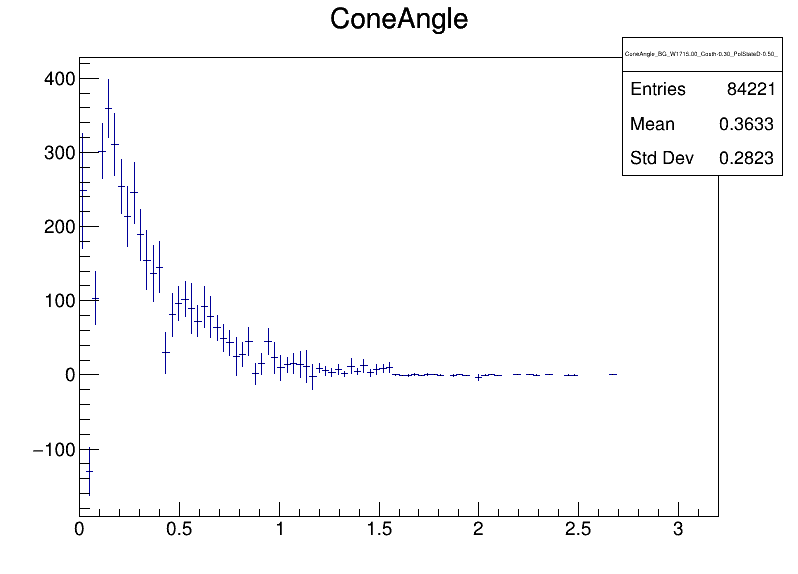 ConeAngle
ConeAngle_BG_W1715.00_Costh-0.30_PolStateD-0.50_
Entries 84221
Mean 0.3633
Std Dev 0.2823
400
300
200
100
0
−100
0 0.5 1 1.5 2 2.5 3